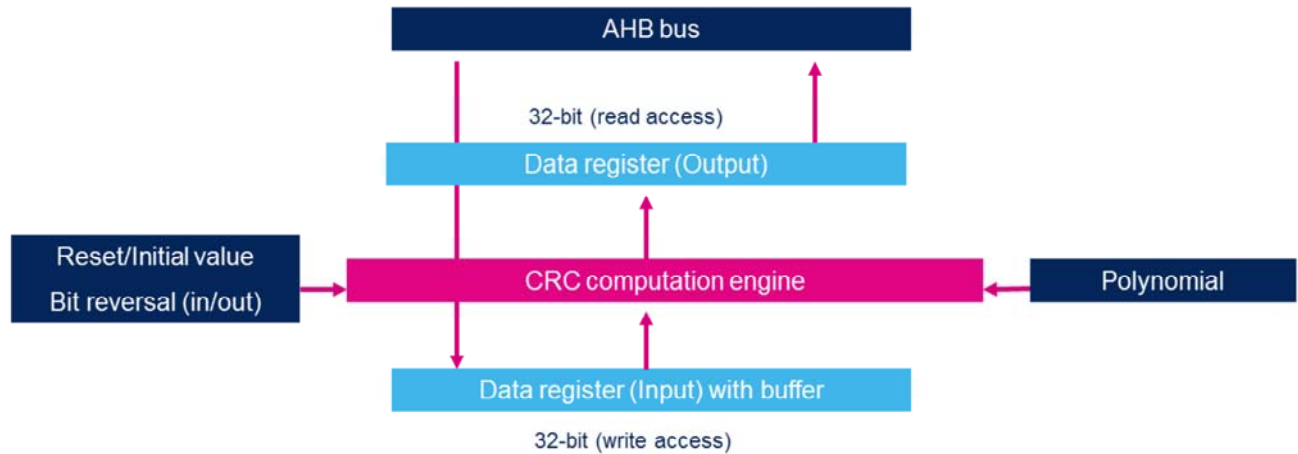 AHB bus
32-bit (read access)
Data register (Output)
Reset/Initial value
Bit reversal (in/out)
CRC computation engine
Polynomial
Data register (Input) with buffer
32-bit (write access)